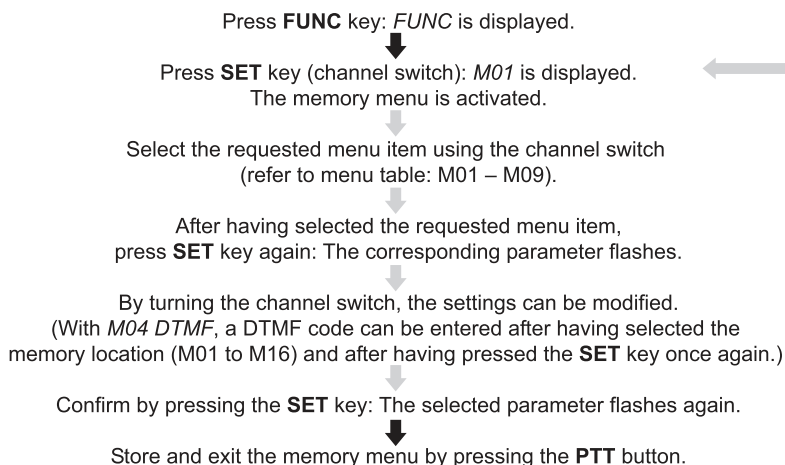 Press FUNC key: FUNC is displayed.
Press SET key (channel switch): M01 is displayed.
The memory menu is activated.
Select the requested menu item using the channel switch
(refer to menu table: M01 – M09).
After having selected the requested menu item,
press SET key again: The corresponding parameter flashes.
By turning the channel switch, the settings can be modified.
(With M04 DTMF, a DTMF code can be entered after having selected the
memory location (M01 to M16) and after having pressed the SET key once again.)
Confirm by pressing the SET key: The selected parameter flashes again.
Store and exit the memory menu by pressing the PTT button.